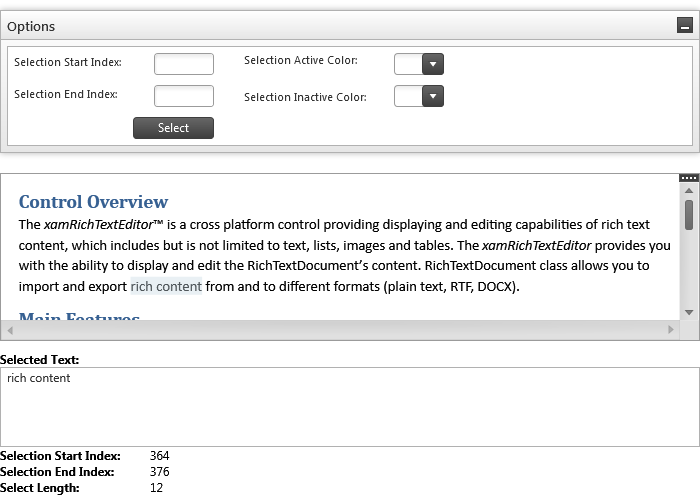 Options
Selection Start Index:
Selection Active Color:
Selection End Index:
Selection Inactive Color:
Select
Control Overview
The xamRichTextEditor™ is a cross platform control providing displaying and editing capabilities of rich text
content, which includes but is not limited to text, lists, images and tables. The xamRichTextEditor provides you
with the ability to display and edit the RichTextDocument's content. RichTextDocument class allows you to
import and export rich content from and to different formats (plain text, RTF, DOCX).
Main Features
Selected Text:
rich content
Selection Start Index: 364
Selection End Index: 376
Select Length: 12